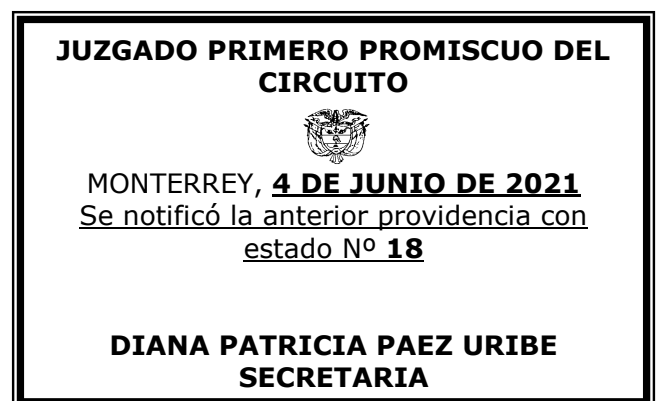 JUZGADO PRIMERO PROMISCUO DEL
CIRCUITO
MONTERREY, 4 DE JUNIO DE 2021
Se notificó la anterior providencia con
estado Nº 18
DIANA PATRICIA PAEZ URIBE
SECRETARIA